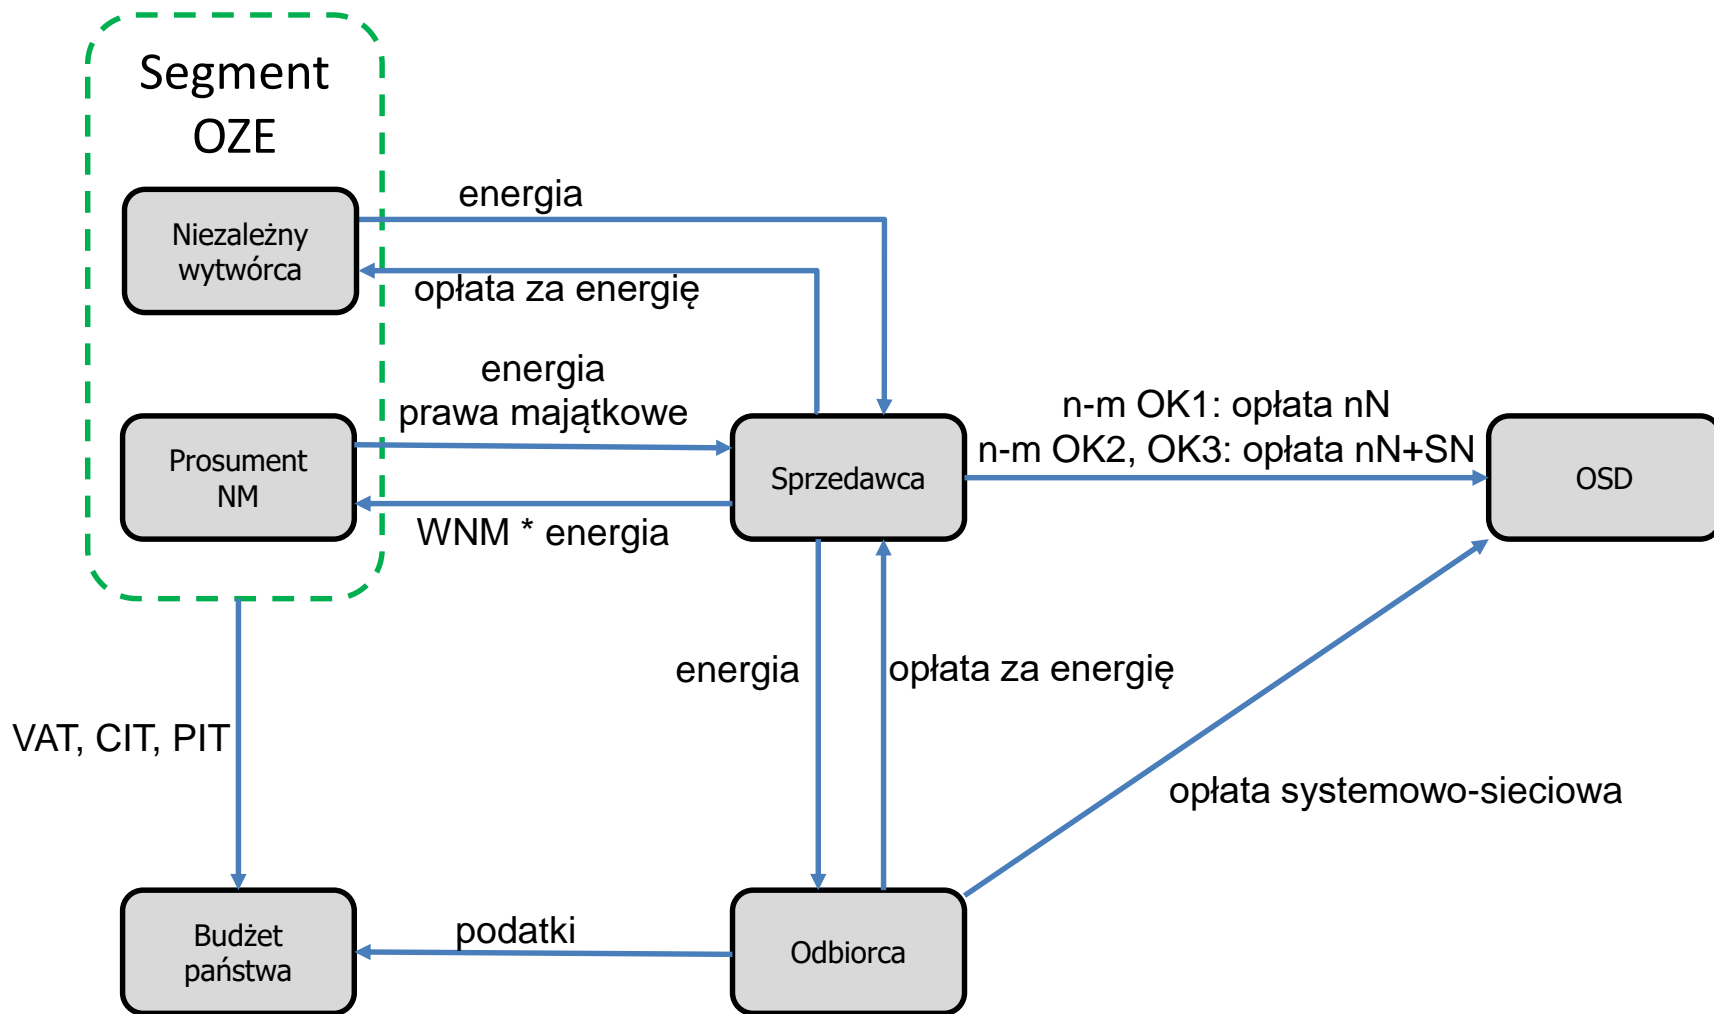 Segment
OZE
energia
Niezależny
wytwórca
opłata za energię
energia
prawa majątkowe
n-m OK1: opłata nN
n-m OK2, OK3: opłata nN+SN
Prosument
NM
Sprzedawca
OSD
WNM * energia
energia
opłata za energię
VAT, CIT, PIT
opłata systemowo-sieciowa
Budżet
państwa
podatki
Odbiorca